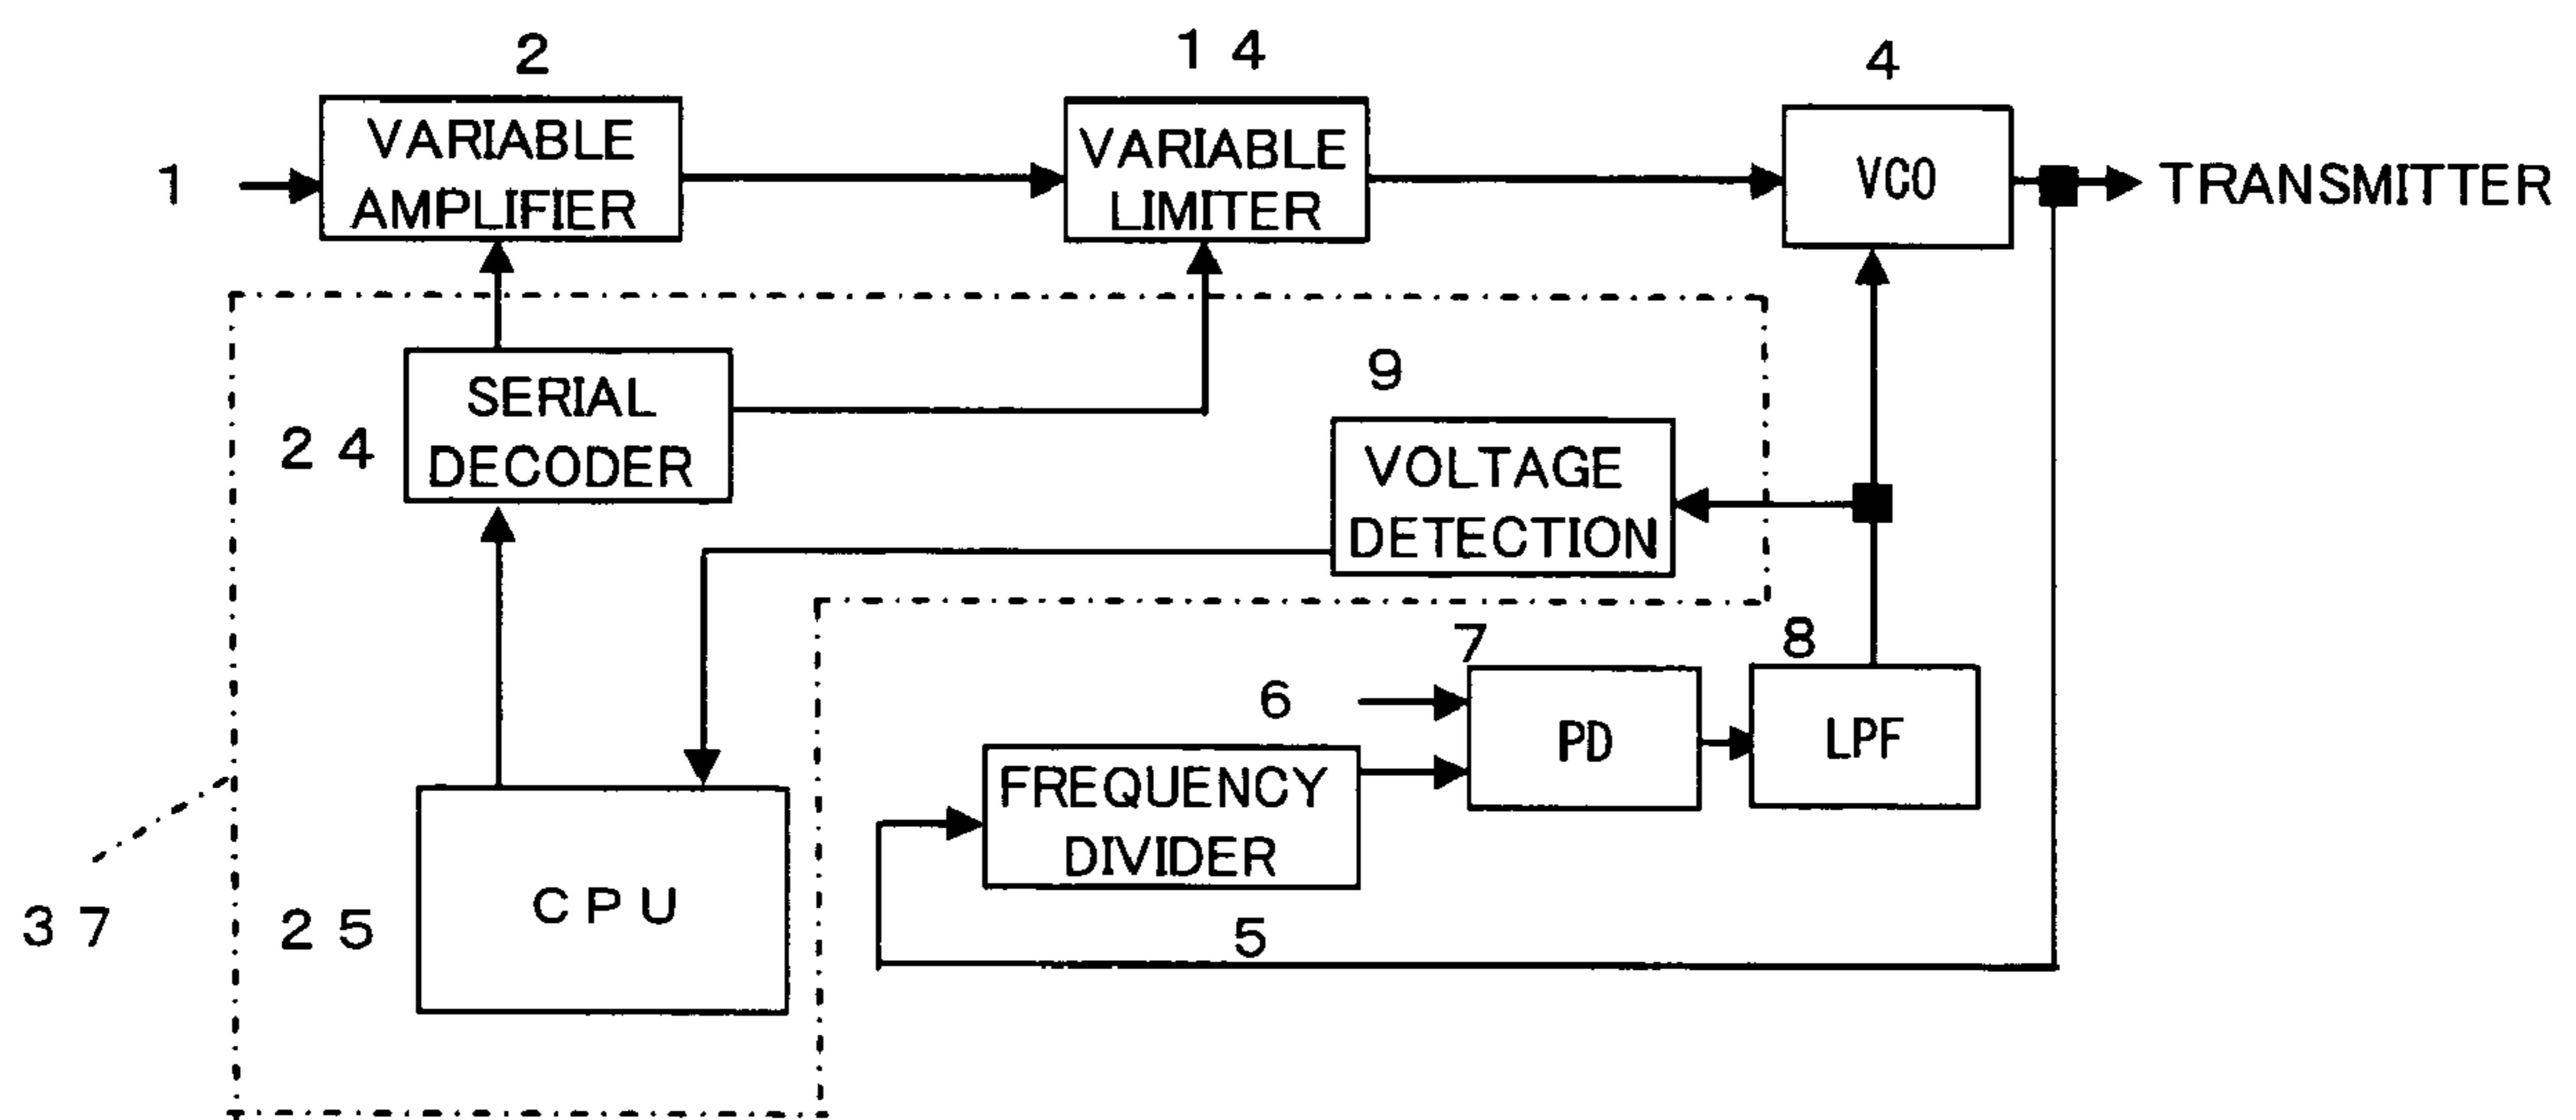 2
1 4
4
1
VARIABLE
AMPLIFIER
VARIABLE
LIMITER
VCO
TRANSMITTER
9
2 4
SERIAL
DECODER
VOLTAGE
DETECTION
7
8
6
PD
LPF
FREQUENCY
DIVIDER
5
3 7
2 5
CPU